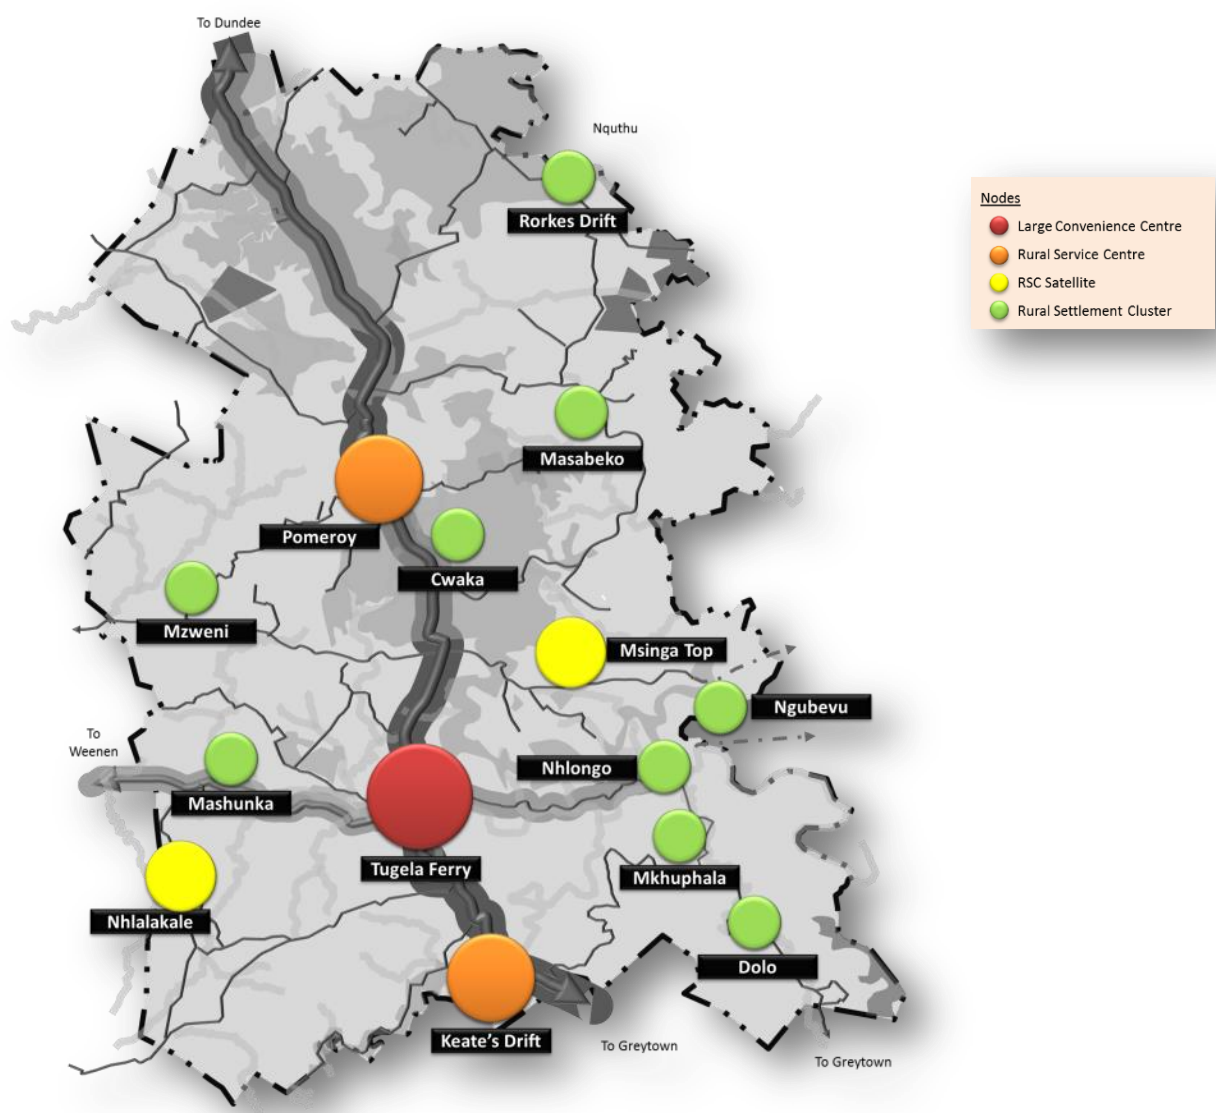 To Dundee
Nquthu
Rorkes Drift
Nodes
Large Convenience Centre
Rural Service Centre
RSC Satellite
Rural Settlement Cluster
Masabeko
Pomeroy
Cwaka
Mzweni
Msinga Top
Ngubevu
To
Weenen
Nhlongo
Mashunka
Tugela Ferry
Mkhuphala
Nhlalakale
Dolo
Keate's Drift
To Greytown
To Greytown